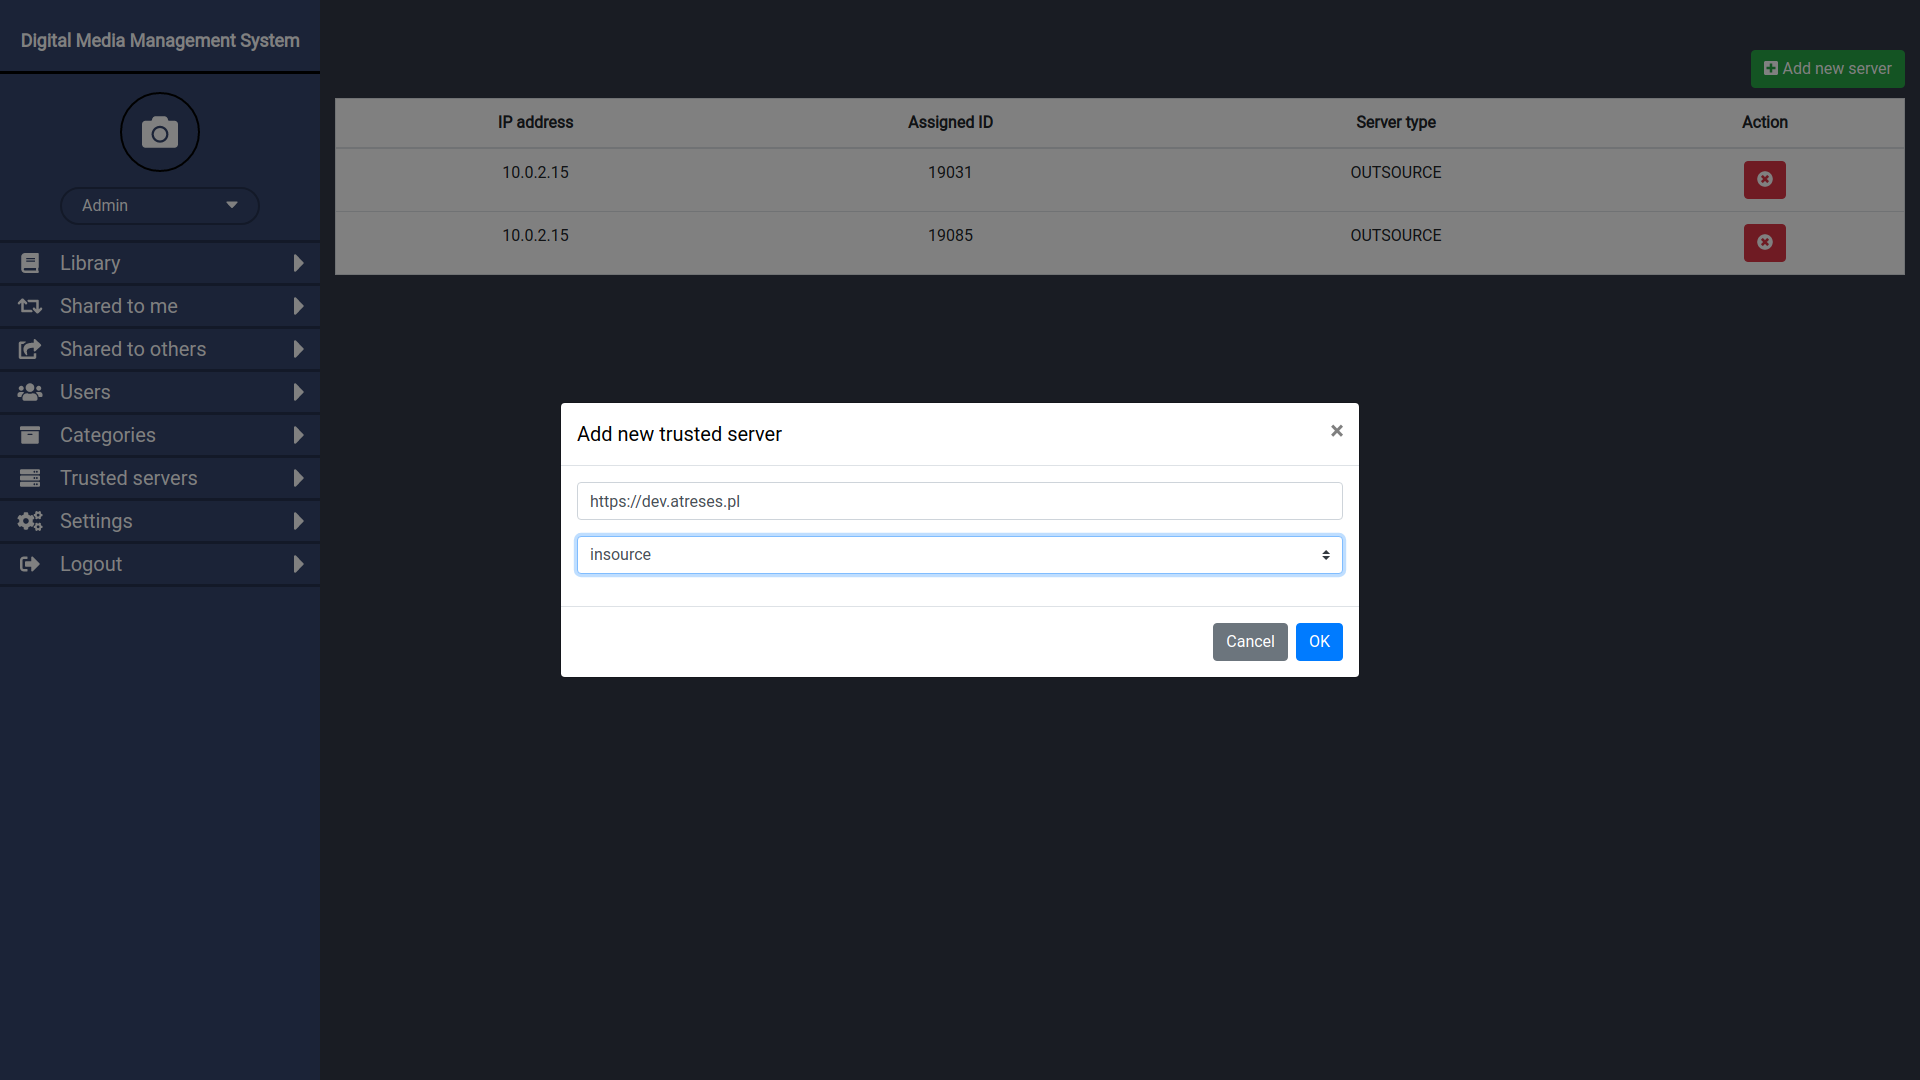 Digital Media Management System
Admin
Library
Shared to me
Shared to others
Users
Categories
Trusted servers
Settings
Logout
Add new server
IP address Assigned ID Server type Action
10.0.2.15 19031 OUTSOURCE
10.0.2.15 19085 OUTSOURCE
Add new trusted server ×
https://dev.atreses.pl
insource
Cancel OK